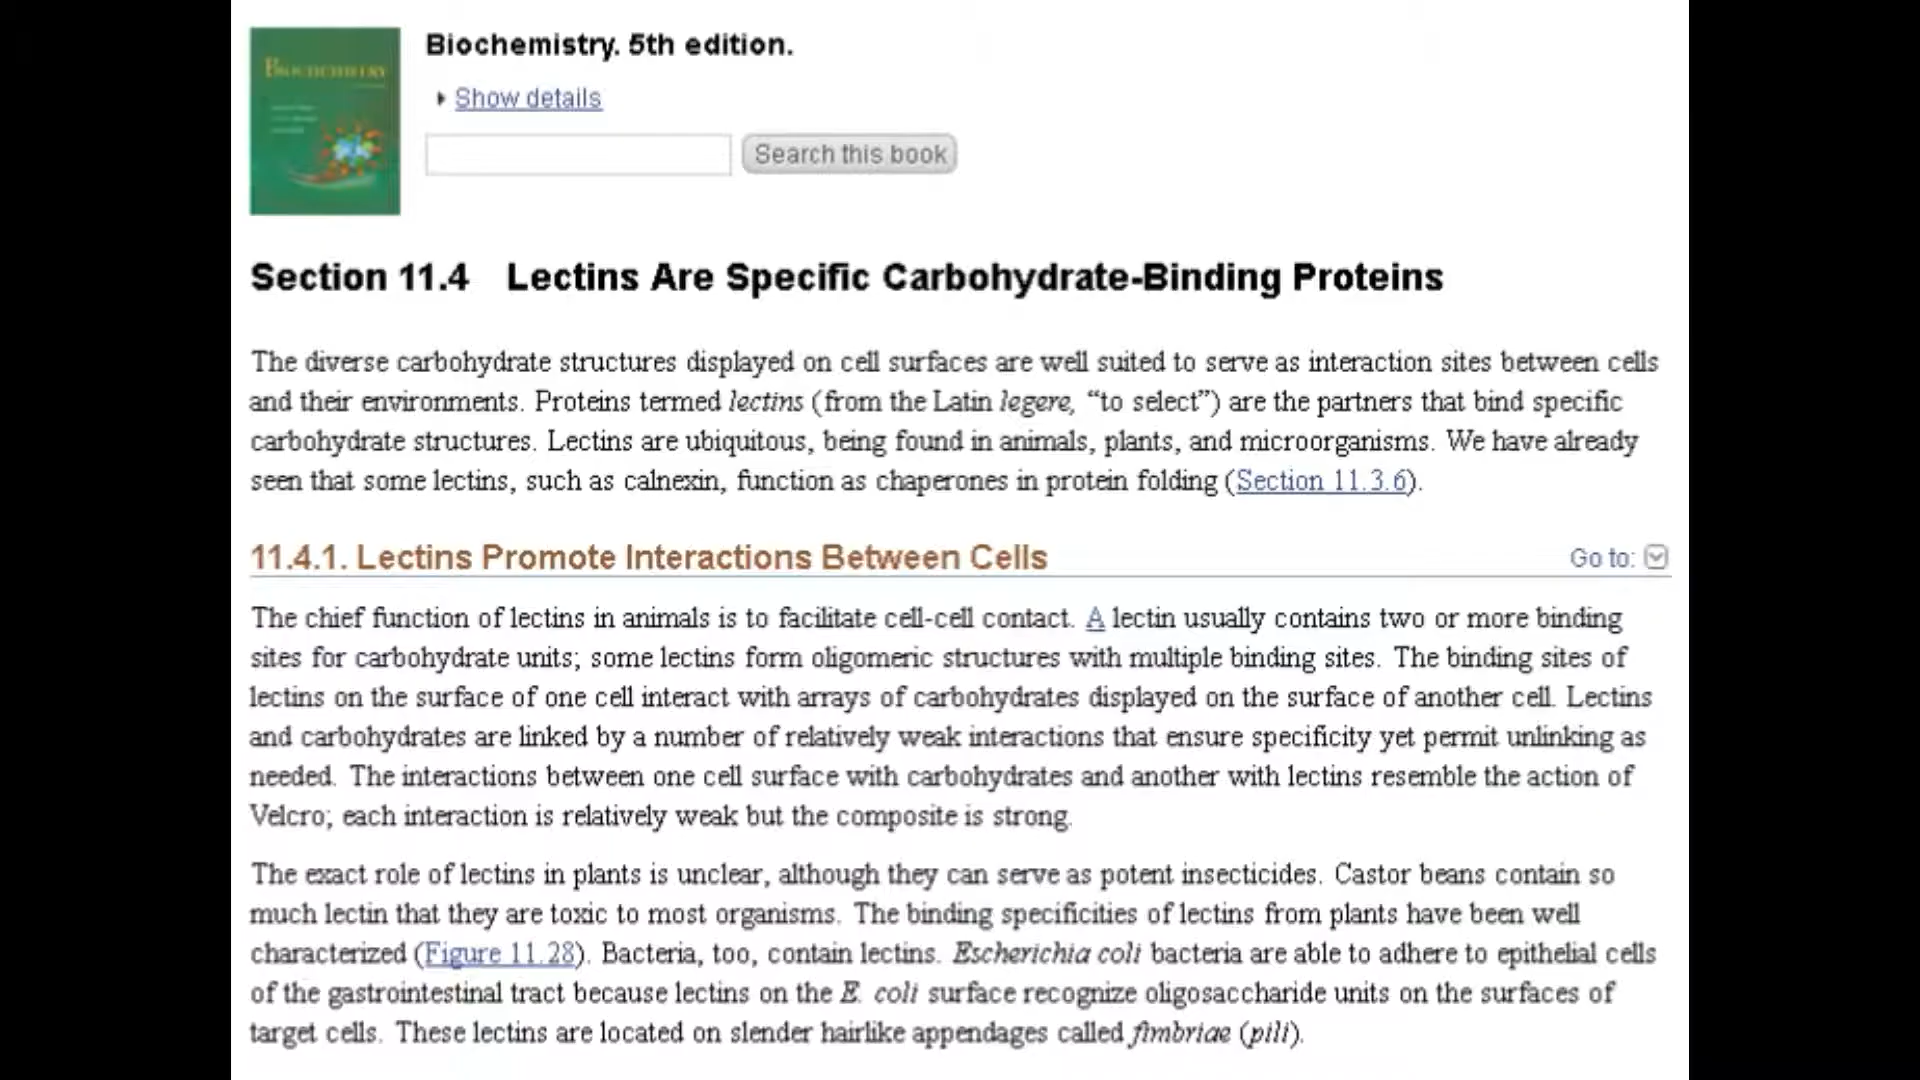 BIOCHEMISTRY
Biochemistry. 5th edition.
Show details
Search this book
Section 11.4 Lectins Are Specific Carbohydrate-Binding Proteins
The diverse carbohydrate structures displayed on cell surfaces are well suited to serve as interaction sites between cells
and their environments. Proteins termed lectins (from the Latin legere, “to select”) are the partners that bind specific
carbohydrate structures. Lectins are ubiquitous, being found in animals, plants, and microorganisms. We have already
seen that some lectins, such as calnexin, function as chaperones in protein folding (Section 11.3.6).
11.4.1. Lectins Promote Interactions Between Cells
Go to:
The chief function of lectins in animals is to facilitate cell-cell contact. A lectin usually contains two or more binding
sites for carbohydrate units; some lectins form oligomeric structures with multiple binding sites. The binding sites of
lectins on the surface of one cell interact with arrays of carbohydrates displayed on the surface of another cell. Lectins
and carbohydrates are linked by a number of relatively weak interactions that ensure specificity yet permit unlinking as
needed. The interactions between one cell surface with carbohydrates and another with lectins resemble the action of
Velcro; each interaction is relatively weak but the composite is strong.
The exact role of lectins in plants is unclear, although they can serve as potent insecticides. Castor beans contain so
much lectin that they are toxic to most organisms. The binding specificities of lectins from plants have been well
characterized (Figure 11.28). Bacteria, too, contain lectins. Escherichia coli bacteria are able to adhere to epithelial cells
of the gastrointestinal tract because lectins on the E. coli surface recognize oligosaccharide units on the surfaces of
target cells. These lectins are located on slender hairlike appendages called fimbriae (pili).